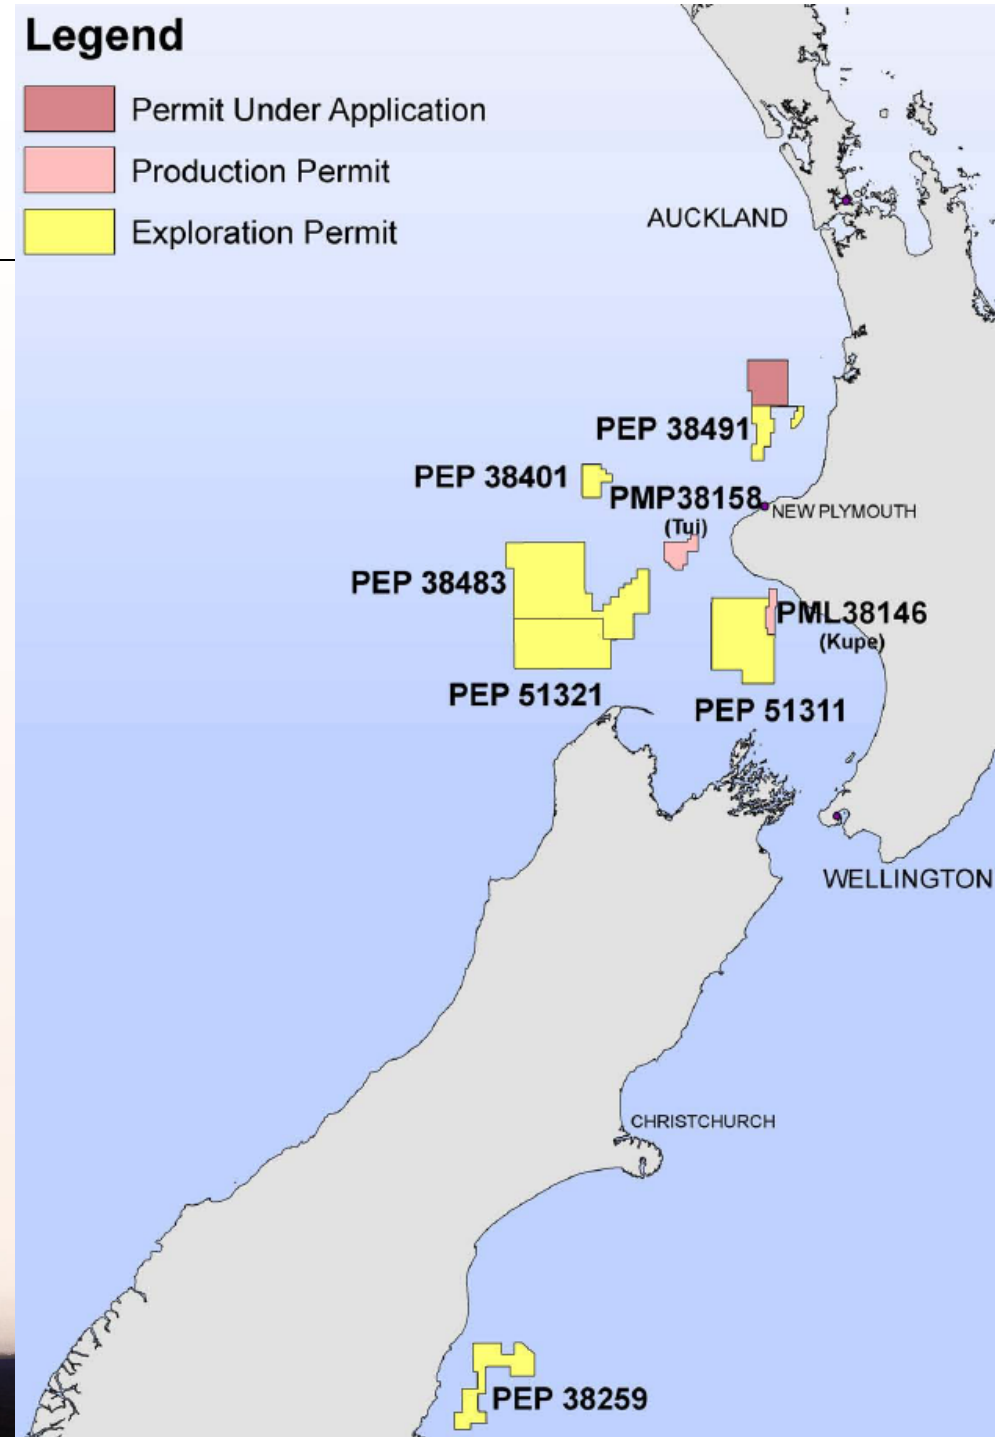 Legend
Permit Under Application
Production Permit
Exploration Permit
AUCKLAND
PEP 38491
PEP 38401
PMP38158
(Tui)
NEW PLYMOUTH
PEP 38483
PML38146
(Kupe)
PEP 51321
PEP 51311
WELLINGTON
CHRISTCHURCH
PEP 38259